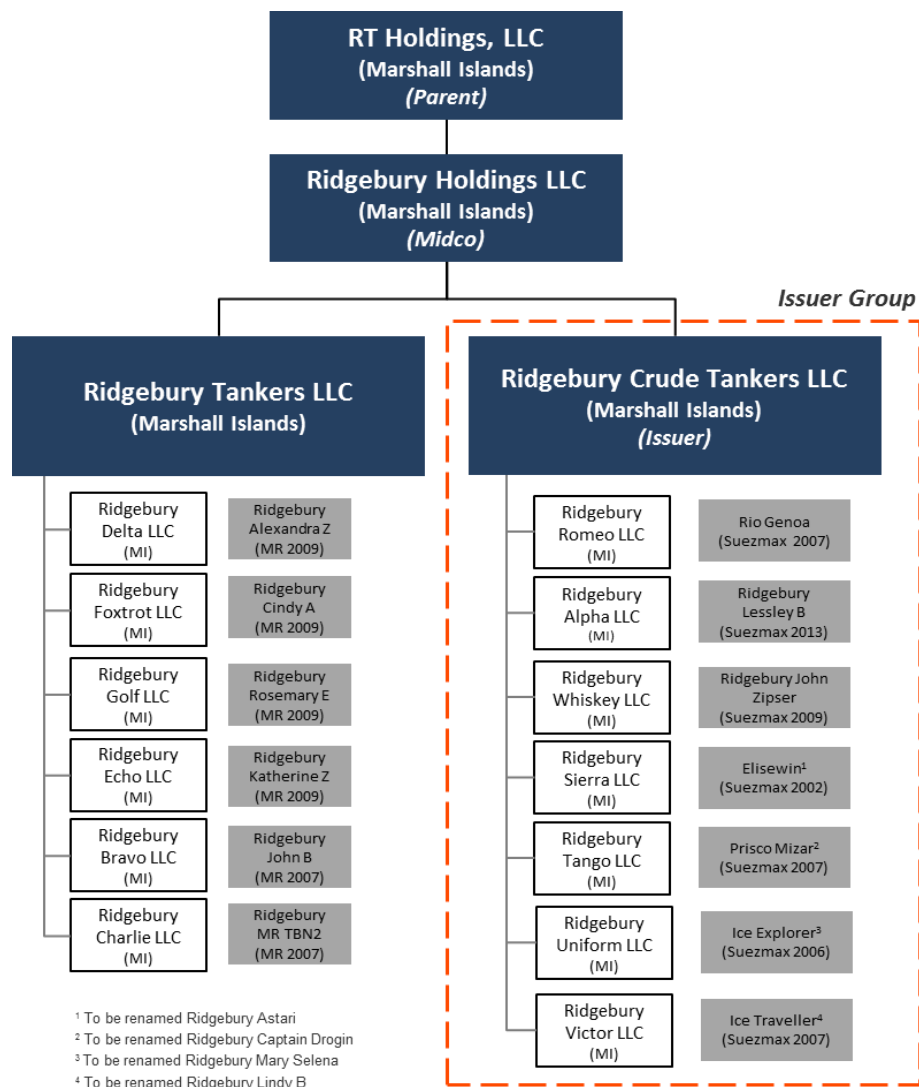 RT Holdings, LLC
(Marshall Islands)
(Parent)
Ridgebury Holdings LLC
(Marshall Islands)
(Midco)
Issuer Group
Ridgebury Tankers LLC
(Marshall Islands)
Ridgebury
Delta LLC
(MI)
Ridgebury
Alexandra Z
(MR 2009)
Ridgebury
Foxtrot LLC
(MI)
Ridgebury
Cindy A
(MR 2009)
Ridgebury
Golf LLC
(MI)
Ridgebury
Rosemary E
(MR 2009)
Ridgebury
Echo LLC
(MI)
Ridgebury
Katherine Z
(MR 2009)
Ridgebury
Bravo LLC
(MI)
Ridgebury
John B
(MR 2007)
Ridgebury
Charlie LLC
(MI)
Ridgebury
MR TBN2
(MR 2007)
Ridgebury Crude Tankers LLC
(Marshall Islands)
(Issuer)
Ridgebury
Romeo LLC
(MI)
Rio Genoa
(Suezmax 2007)
Ridgebury
Alpha LLC
(MI)
Ridgebury
Lessley B
(Suezmax 2013)
Ridgebury
Whiskey LLC
(MI)
Ridgebury John
Zipser
(Suezmax 2009)
Ridgebury
Sierra LLC
(MI)
Elisewin¹
(Suezmax 2002)
Ridgebury
Tango LLC
(MI)
Prisco Mizar²
(Suezmax 2007)
Ridgebury
Uniform LLC
(MI)
Ice Explorer³
(Suezmax 2006)
Ridgebury
Victor LLC
(MI)
Ice Traveller⁴
(Suezmax 2007)
¹ To be renamed Ridgebury Astari
² To be renamed Ridgebury Captain Drogin
³ To be renamed Ridgebury Mary Selena
⁴ To be renamed Ridgebury Lindy B